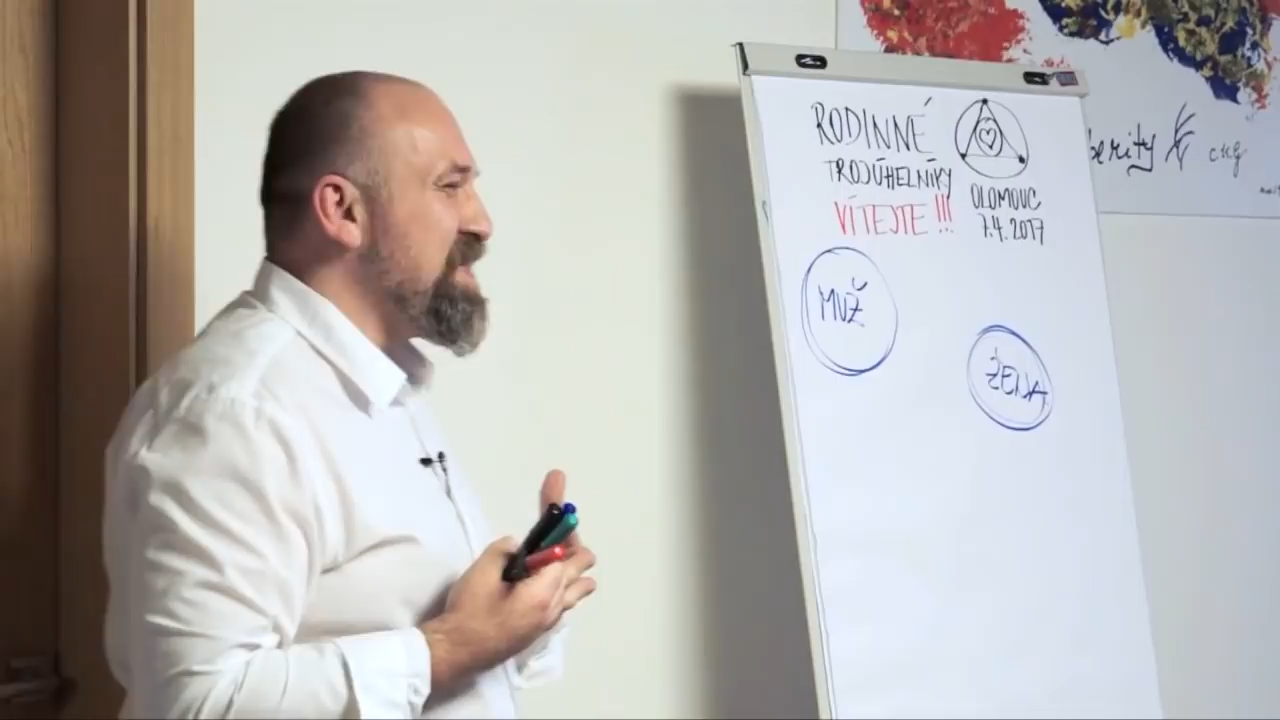 RODINNÉ
TROJÚHELNÍKY
VÍTEJTE !!!
OLOMOUC
7.4.2017
MUŽ
ŽENA